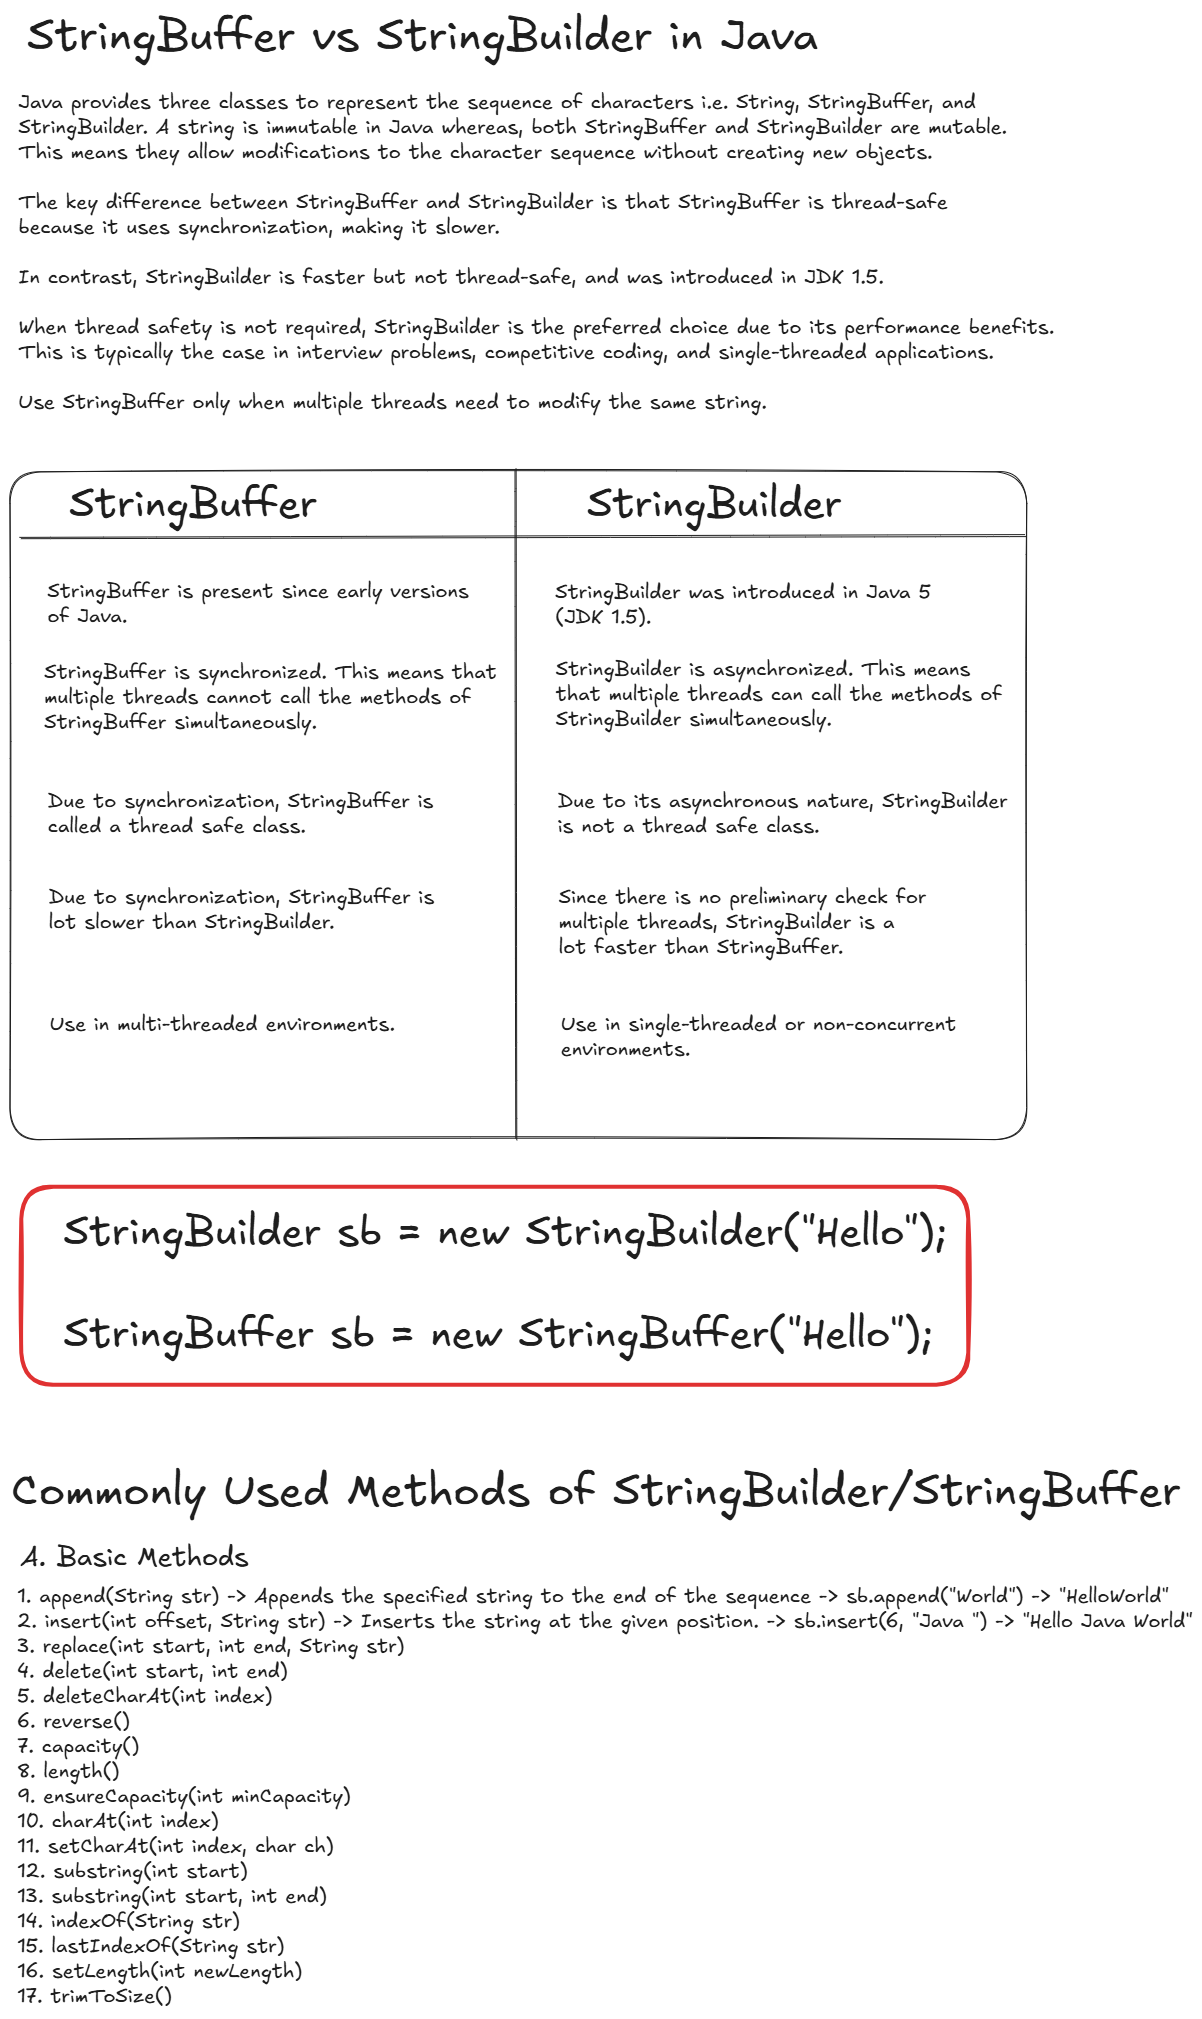 StringBuffer vs StringBuilder in Java
Java provides three classes to represent the sequence of characters i.e. String, StringBuffer, and
StringBuilder. A string is immutable in Java whereas, both StringBuffer and StringBuilder are mutable.
This means they allow modifications to the character sequence without creating new objects.
The key difference between StringBuffer and StringBuilder is that StringBuffer is thread-safe
because it uses synchronization, making it slower.
In contrast, StringBuilder is faster but not thread-safe, and was introduced in JDK 1.5.
When thread safety is not required, StringBuilder is the preferred choice due to its performance benefits.
This is typically the case in interview problems, competitive coding, and single-threaded applications.
Use StringBuffer only when multiple threads need to modify the same string.
StringBuffer
StringBuffer is present since early versions
of Java.
StringBuffer is synchronized. This means that
multiple threads cannot call the methods of
StringBuffer simultaneously.
Due to synchronization, StringBuffer is
called a thread safe class.
Due to synchronization, StringBuffer is
lot slower than StringBuilder.
Use in multi-threaded environments.
StringBuilder
StringBuilder was introduced in Java 5
(JDK 1.5).
StringBuilder is asynchronized. This means
that multiple threads can call the methods of
StringBuilder simultaneously.
Due to its asynchronous nature, StringBuilder
is not a thread safe class.
Since there is no preliminary check for
multiple threads, StringBuilder is a
lot faster than StringBuffer.
Use in single-threaded or non-concurrent
environments.
StringBuilder sb = new StringBuilder("Hello");
StringBuffer sb = new StringBuffer("Hello");
Commonly Used Methods of StringBuilder/StringBuffer
A. Basic Methods
1. append(String str) -> Appends the specified string to the end of the sequence -> sb.append("World") -> "HelloWorld"
2. insert(int offset, String str) -> Inserts the string at the given position. -> sb.insert(6, "Java ") -> "Hello Java World"
3. replace(int start, int end, String str)
4. delete(int start, int end)
5. deleteCharAt(int index)
6. reverse()
7. capacity()
8. length()
9. ensureCapacity(int minCapacity)
10. charAt(int index)
11. setCharAt(int index, char ch)
12. substring(int start)
13. substring(int start, int end)
14. indexOf(String str)
15. lastIndexOf(String str)
16. setLength(int newLength)
17. trimToSize()